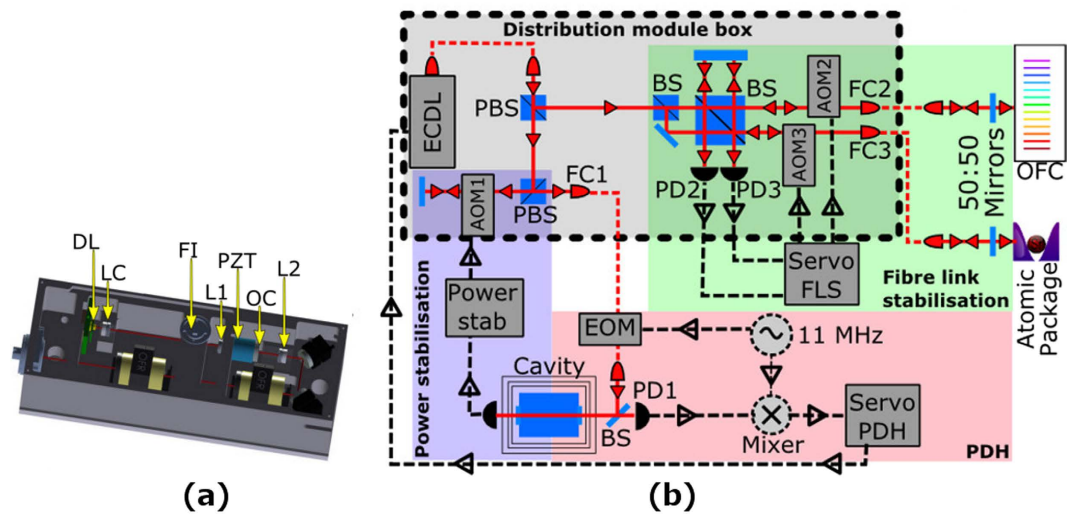 Distribution module box
ECDL
PBS
BS
BS
AOM2
FC2
AOM3
FC3
OFC
50:50
Mirrors
PD2
PD3
AOM1
PBS
FC1
Servo
FLS
Fibre link
stabilisation
Atomic
Package
Power
stab
Power stabilisation
EOM
11 MHz
Cavity
PD1
BS
Mixer
Servo
PDH
PDH
DL
LC
FI
PZT
L1
OC
L2
OFR
OFR
(a)
(b)